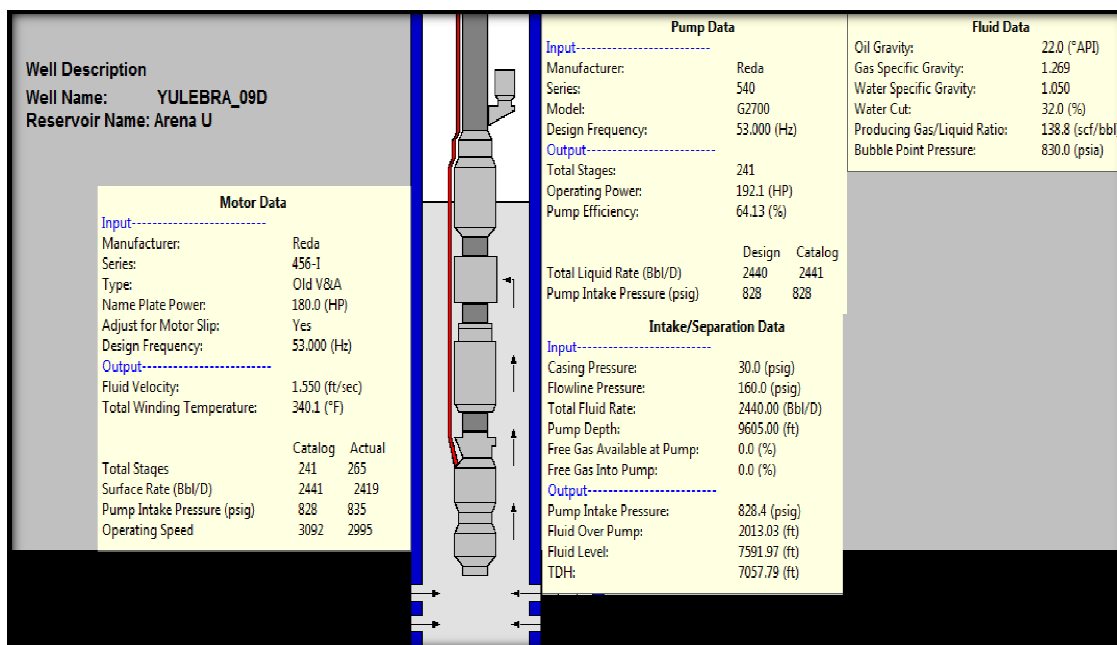 Well Description
Well Name: YULEBRA_09D
Reservoir Name: Arena U
Motor Data
Input--------------------------
Manufacturer: Reda
Series: 456-I
Type: Old V&A
Name Plate Power: 180.0 (HP)
Adjust for Motor Slip: Yes
Design Frequency: 53.000 (Hz)
Output-------------------------
Fluid Velocity: 1.550 (ft/sec)
Total Winding Temperature: 340.1 (°F)
Catalog Actual
Total Stages 241 265
Surface Rate (Bbl/D) 2441 2419
Pump Intake Pressure (psig) 828 835
Operating Speed 3092 2995
Pump Data
Input--------------------------
Manufacturer: Reda
Series: 540
Model: G2700
Design Frequency: 53.000 (Hz)
Output-------------------------
Total Stages: 241
Operating Power: 192.1 (HP)
Pump Efficiency: 64.13 (%)
Design Catalog
Total Liquid Rate (Bbl/D) 2440 2441
Pump Intake Pressure (psig) 828 828
Intake/Separation Data
Input--------------------------
Casing Pressure: 30.0 (psig)
Flowline Pressure: 160.0 (psig)
Total Fluid Rate: 2440.00 (Bbl/D)
Pump Depth: 9605.00 (ft)
Free Gas Available at Pump: 0.0 (%)
Free Gas Into Pump: 0.0 (%)
Output-------------------------
Pump Intake Pressure: 828.4 (psig)
Fluid Over Pump: 2013.03 (ft)
Fluid Level: 7591.97 (ft)
TDH: 7057.79 (ft)
Fluid Data
Oil Gravity: 22.0 (°API)
Gas Specific Gravity: 1.269
Water Specific Gravity: 1.050
Water Cut: 32.0 (%)
Producing Gas/Liquid Ratio: 138.8 (scf/bbl
Bubble Point Pressure: 830.0 (psia)